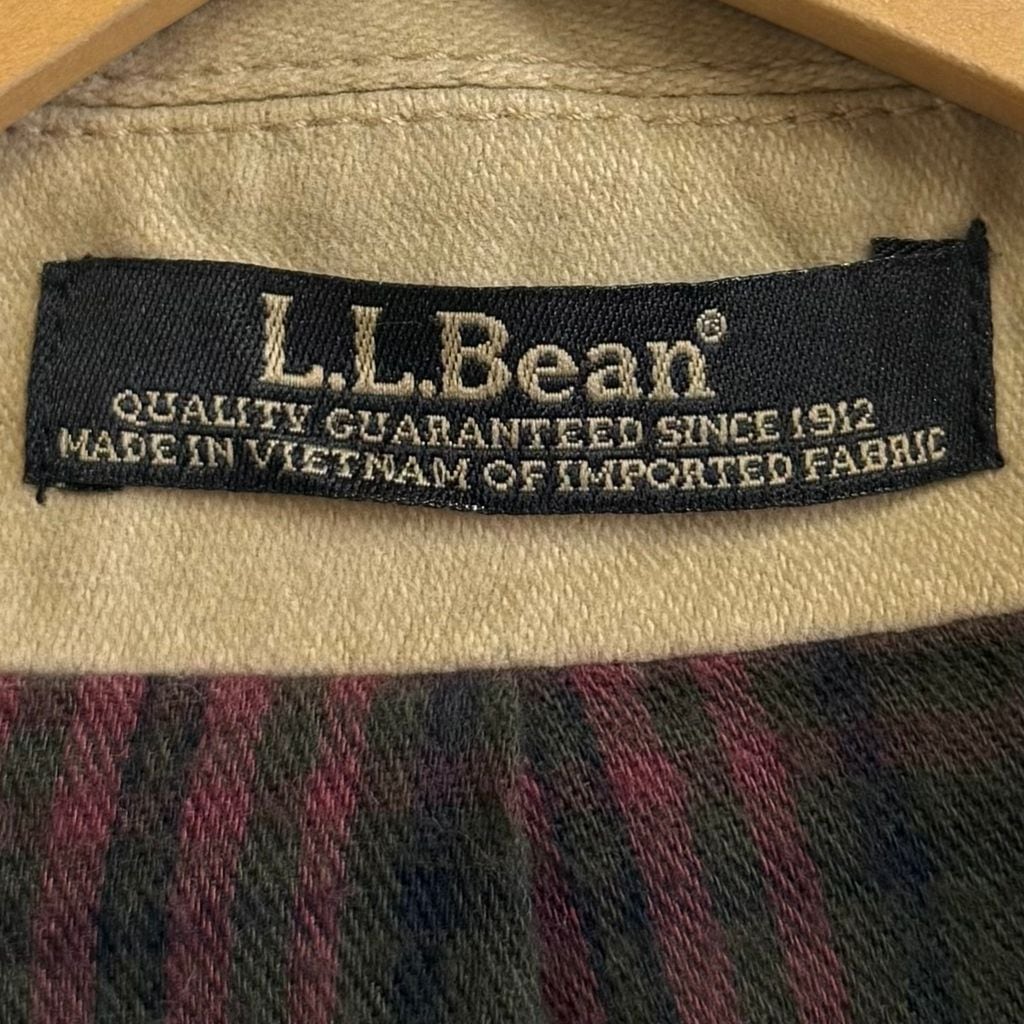 L.L.Bean®
QUALITY GUARANTEED SINCE 1912
MADE IN VIETNAM OF IMPORTED FABRIC